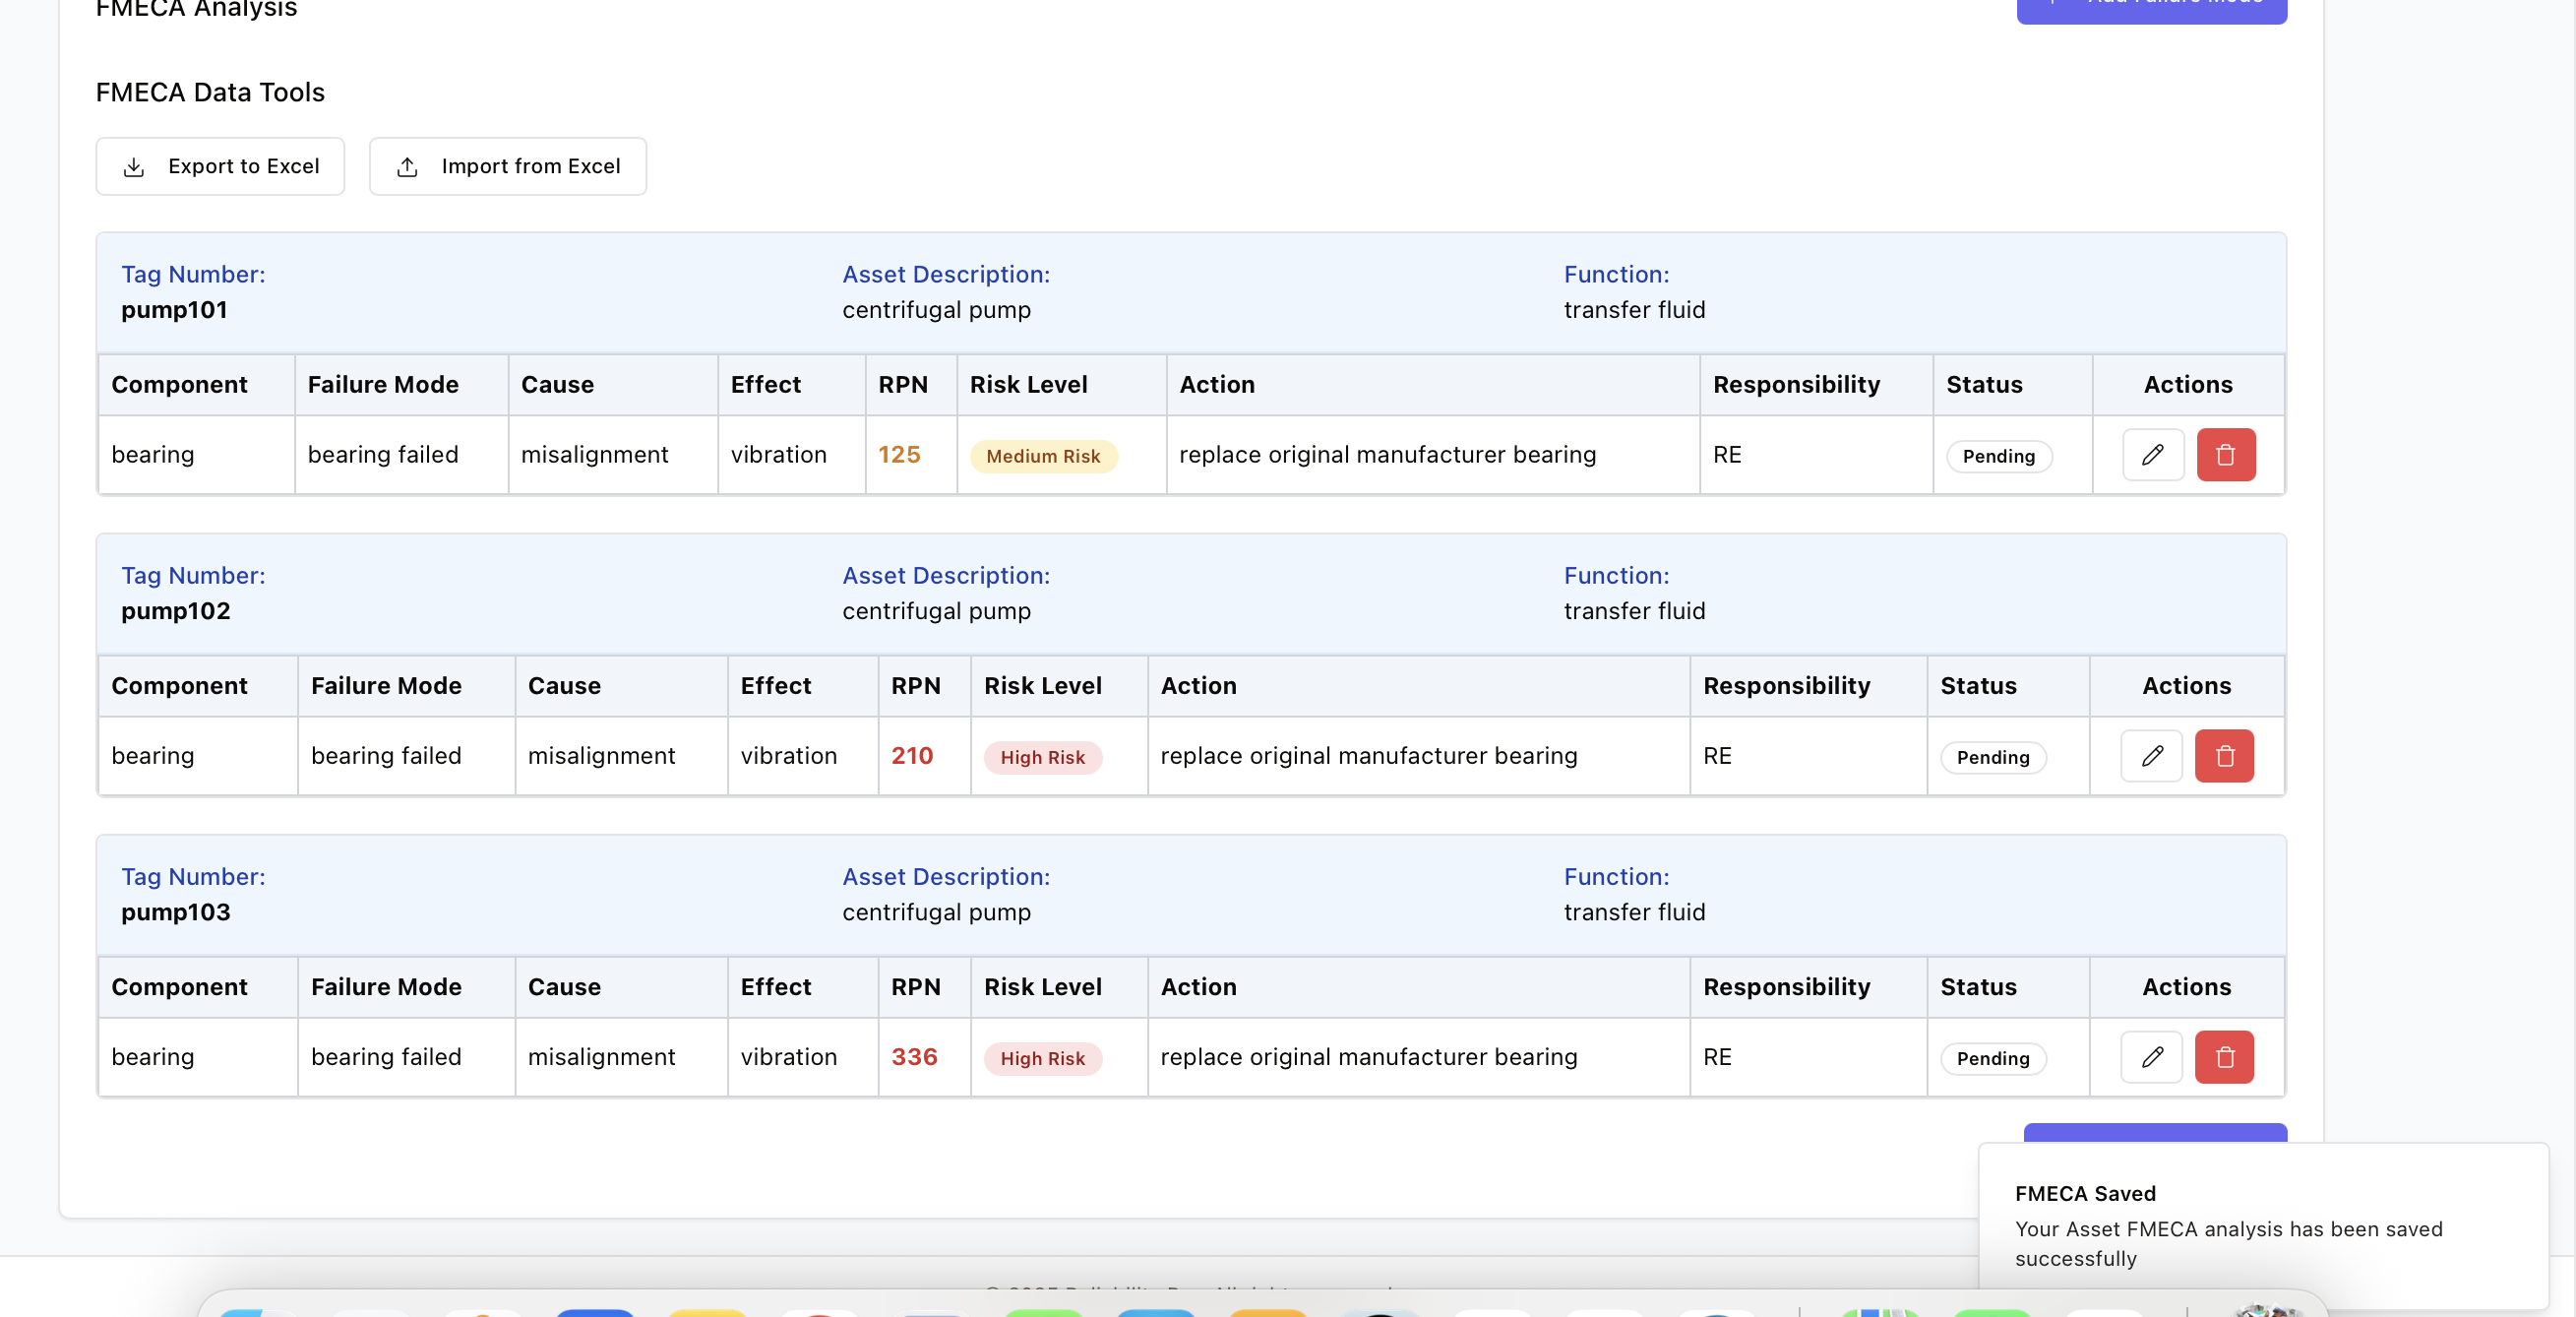 FMECA Analysis
Add Failure Mode
FMECA Data Tools
Export to Excel Import from Excel
Tag Number: Asset Description: Function:
pump101 centrifugal pump transfer fluid
Component Failure Mode Cause Effect RPN Risk Level Action Responsibility Status Actions
bearing bearing failed misalignment vibration 125 Medium Risk replace original manufacturer bearing RE Pending
Tag Number: Asset Description: Function:
pump102 centrifugal pump transfer fluid
Component Failure Mode Cause Effect RPN Risk Level Action Responsibility Status Actions
bearing bearing failed misalignment vibration 210 High Risk replace original manufacturer bearing RE Pending
Tag Number: Asset Description: Function:
pump103 centrifugal pump transfer fluid
Component Failure Mode Cause Effect RPN Risk Level Action Responsibility Status Actions
bearing bearing failed misalignment vibration 336 High Risk replace original manufacturer bearing RE Pending
FMECA Saved
Your Asset FMECA analysis has been saved
successfully